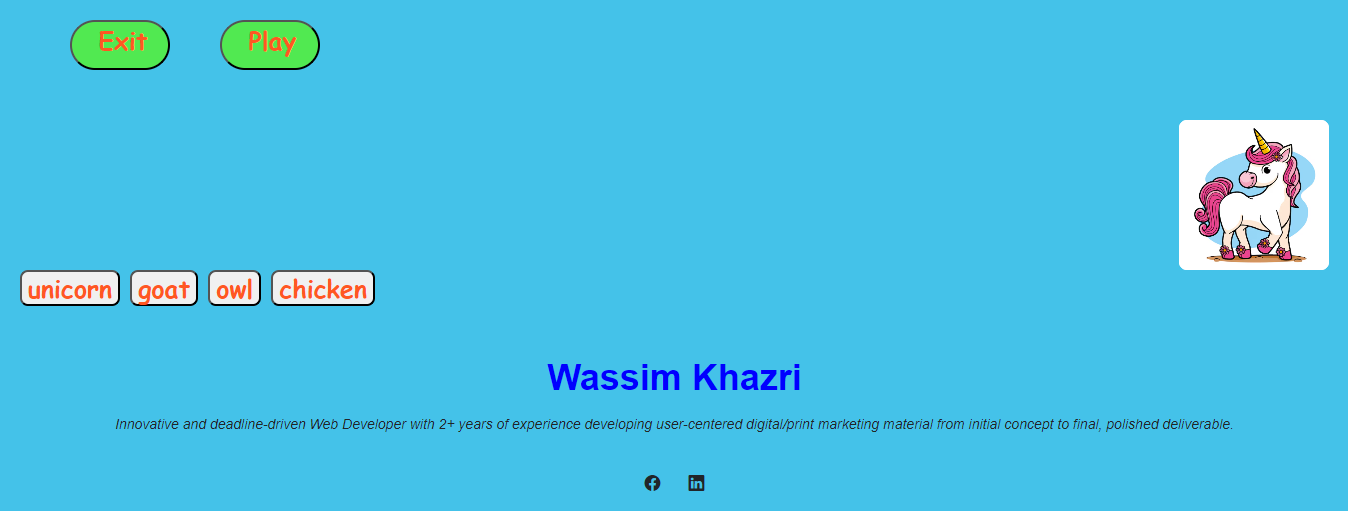 Exit Play
unicorn goat owl chicken
Wassim Khazri
Innovative and deadline-driven Web Developer with 2+ years of experience developing user-centered digital/print marketing material from initial concept to final, polished deliverable.
in